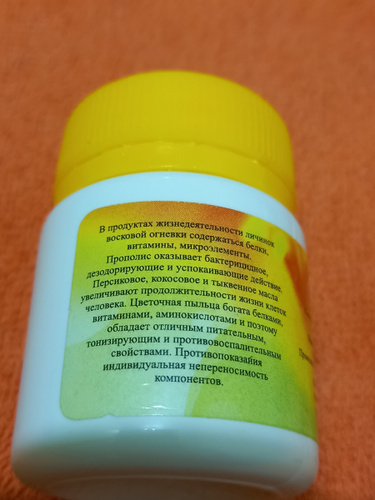 В продуктах жизнедеятельности личинок
восковой огневки содержаться белки,
витамины, микроэлементы.
Прополис оказывает бактерицидное,
дезодорирующие и успокаивающие действие.
Персиковое, кокосовое и тыквенное масла
увеличивают продолжительности жизни клеток
человека. Цветочная пыльца богата белками,
витаминами, аминокислотами и поэтому
обладает отличным питательным,
тонизирующим и противовоспалительным
свойствами. Противопоказайия
индивидуальная непереносимость
компонентов.